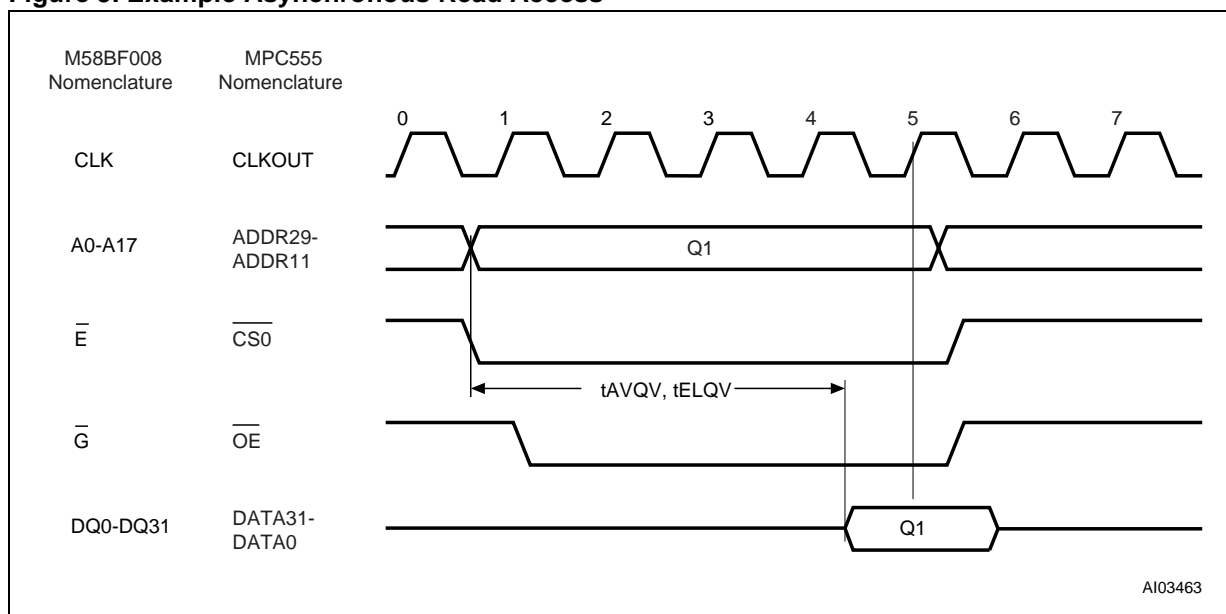 Figure 5. Example Asynchronous Read Access
M58BF008
Nomenclature
MPC555
Nomenclature
0 1 2 3 4 5 6 7
CLK CLKOUT
A0-A17 ADDR29-
ADDR11
Q1
E CS0
tAVQV, tELQV
G OE
DQ0-DQ31 DATA31-
DATA0
Q1
AI03463